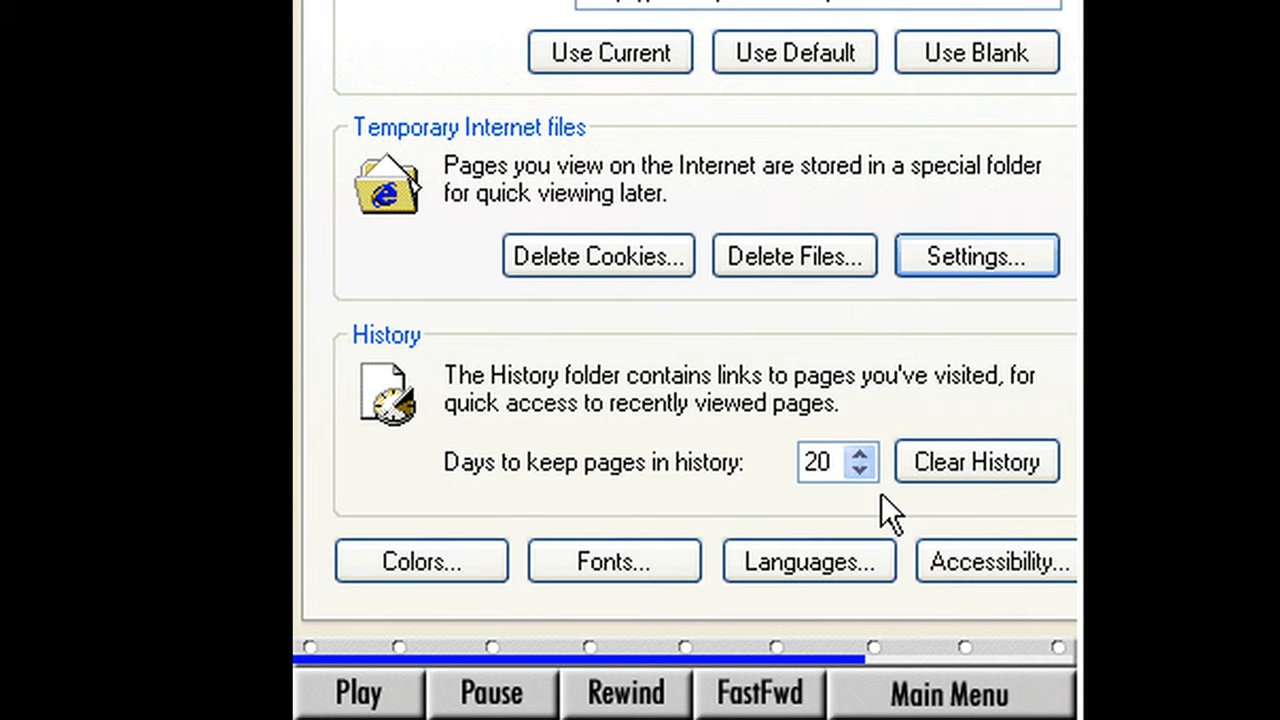 Use Current Use Default Use Blank
Temporary Internet files
Pages you view on the Internet are stored in a special folder
for quick viewing later.
Delete Cookies... Delete Files... Settings...
History
The History folder contains links to pages you've visited, for
quick access to recently viewed pages.
Days to keep pages in history: 20 Clear History
Colors... Fonts... Languages... Accessibility...
Play Pause Rewind FastFwd Main Menu